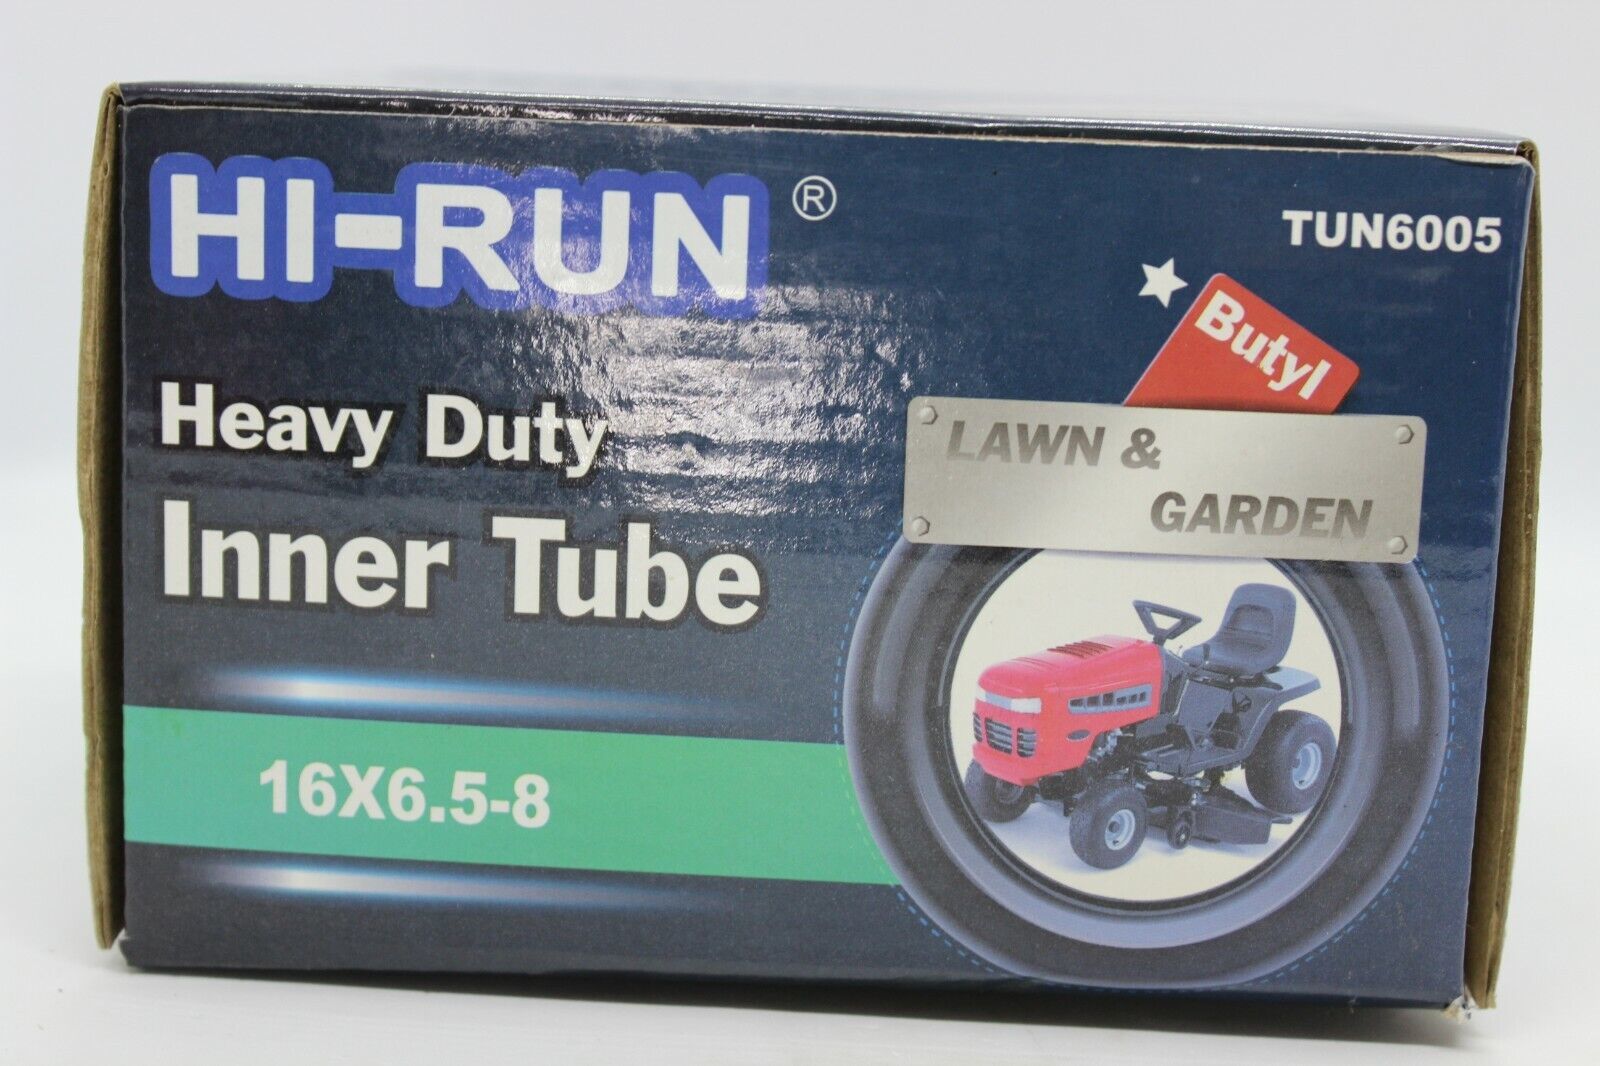 HI-RUN ®
TUN6005
Butyl
Heavy Duty
LAWN &
GARDEN
Inner Tube
16X6.5-8